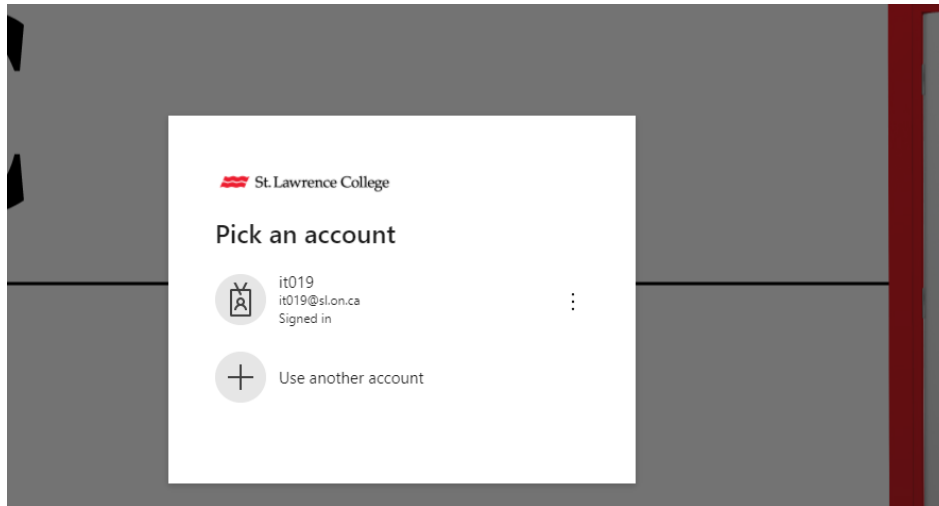 St. Lawrence College
Pick an account
it019
it019@sl.on.ca
Signed in
Use another account